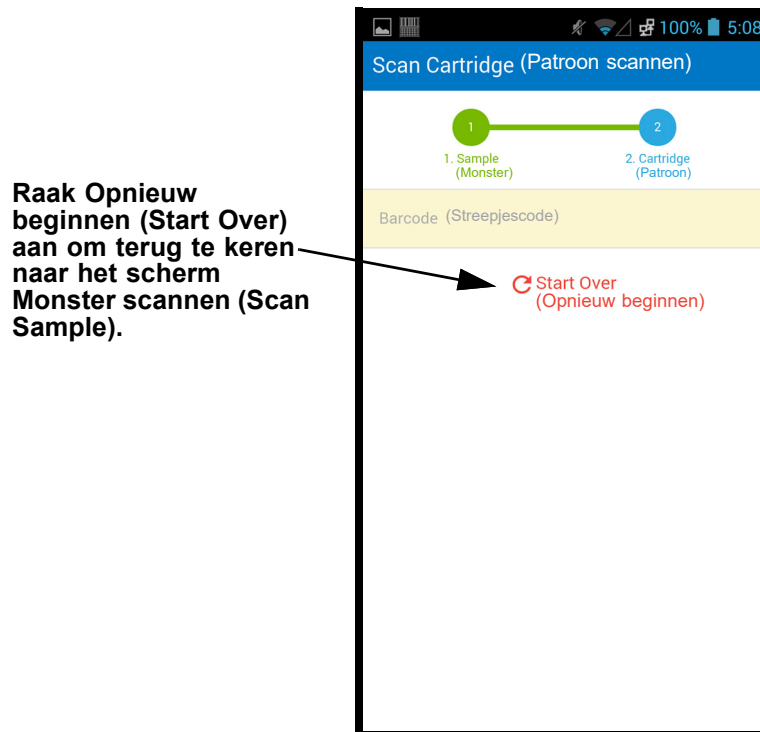 100% 5:08
Scan Cartridge (Patroon scannen)
1
2
1. Sample
(Monster)
2. Cartridge
(Patroon)
Raak Opnieuw
beginnen (Start Over)
aan om terug te keren
naar het scherm
Monster scannen (Scan
Sample).
Barcode (Streepjescode)
Start Over
(Opnieuw beginnen)